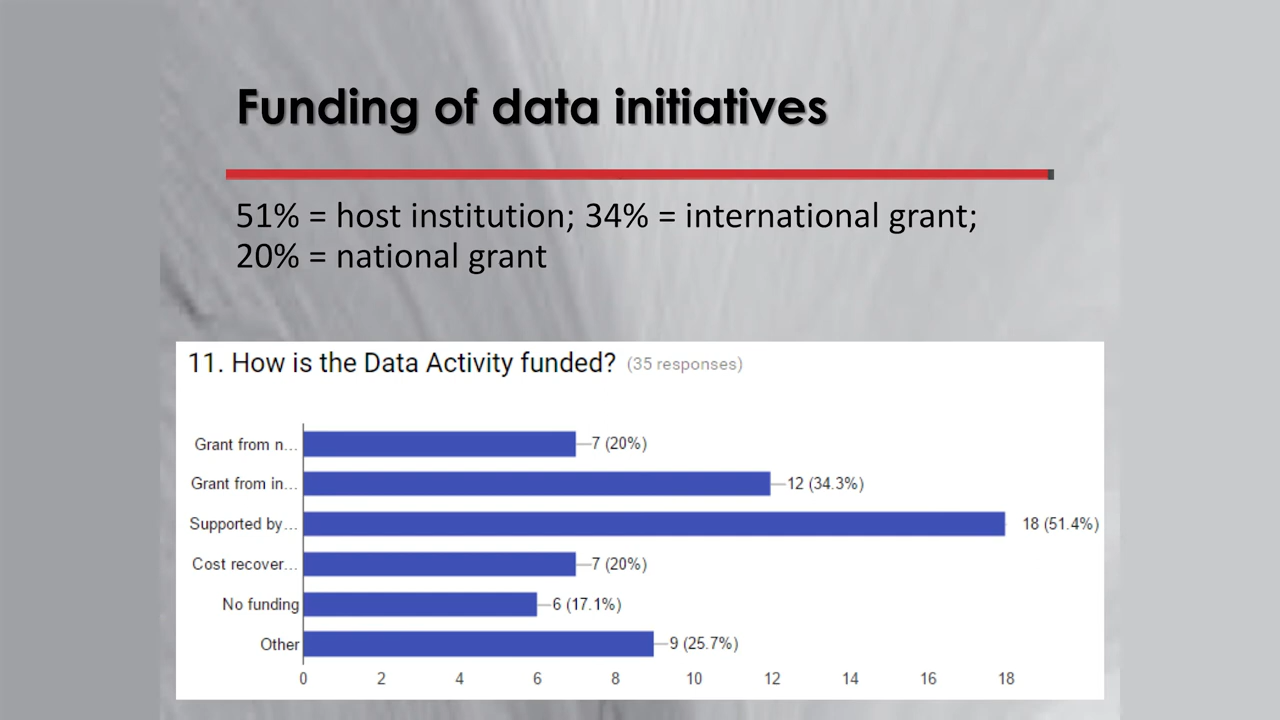 Funding of data initiatives
51% = host institution; 34% = international grant;
20% = national grant
11. How is the Data Activity funded? (35 responses)
Grant from n... 7 (20%)
Grant from in... 12 (34.3%)
Supported by... 18 (51.4%)
Cost recover... 7 (20%)
No funding 6 (17.1%)
Other 9 (25.7%)
0 2 4 6 8 10 12 14 16 18